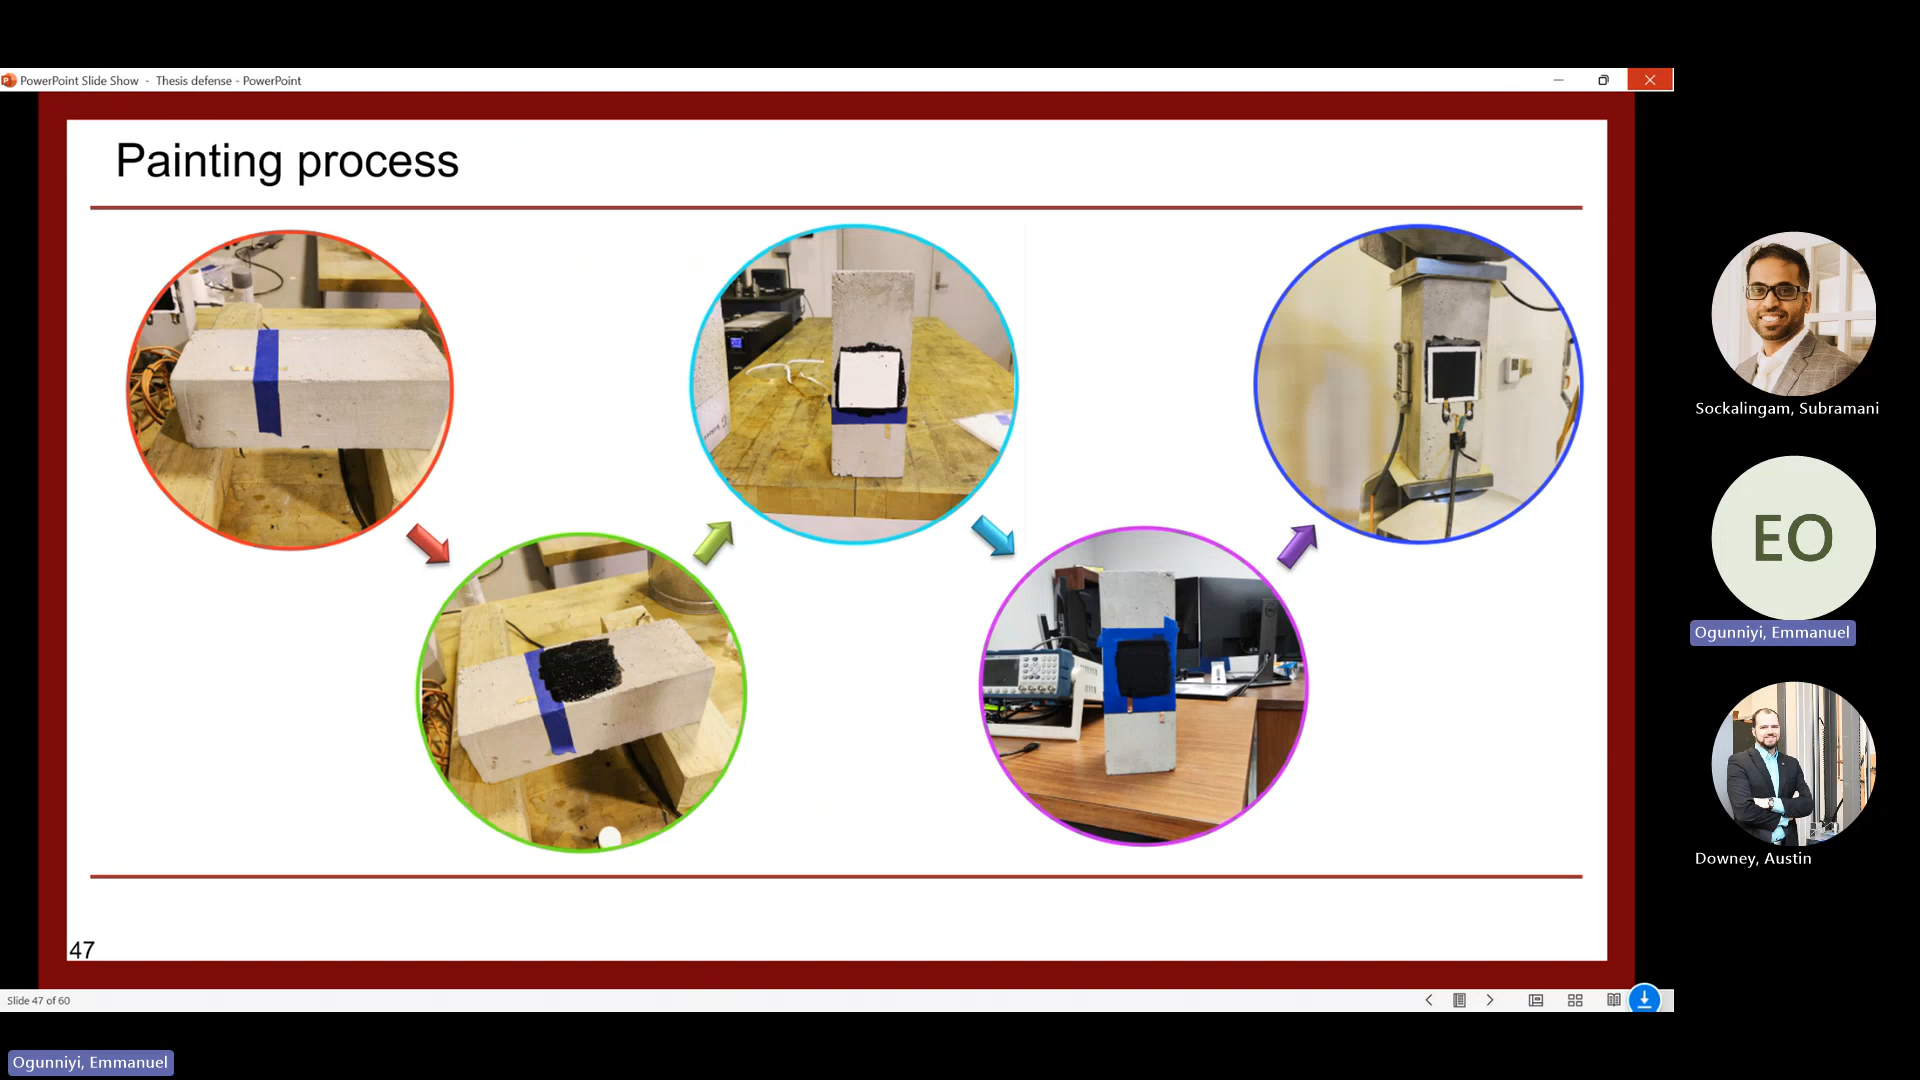 PowerPoint Slide Show - Thesis defense - PowerPoint
Painting process
47
Slide 47 of 60
Sockalingam, Subramani
EO
Ogunniyi, Emmanuel
Downey, Austin
Ogunniyi, Emmanuel